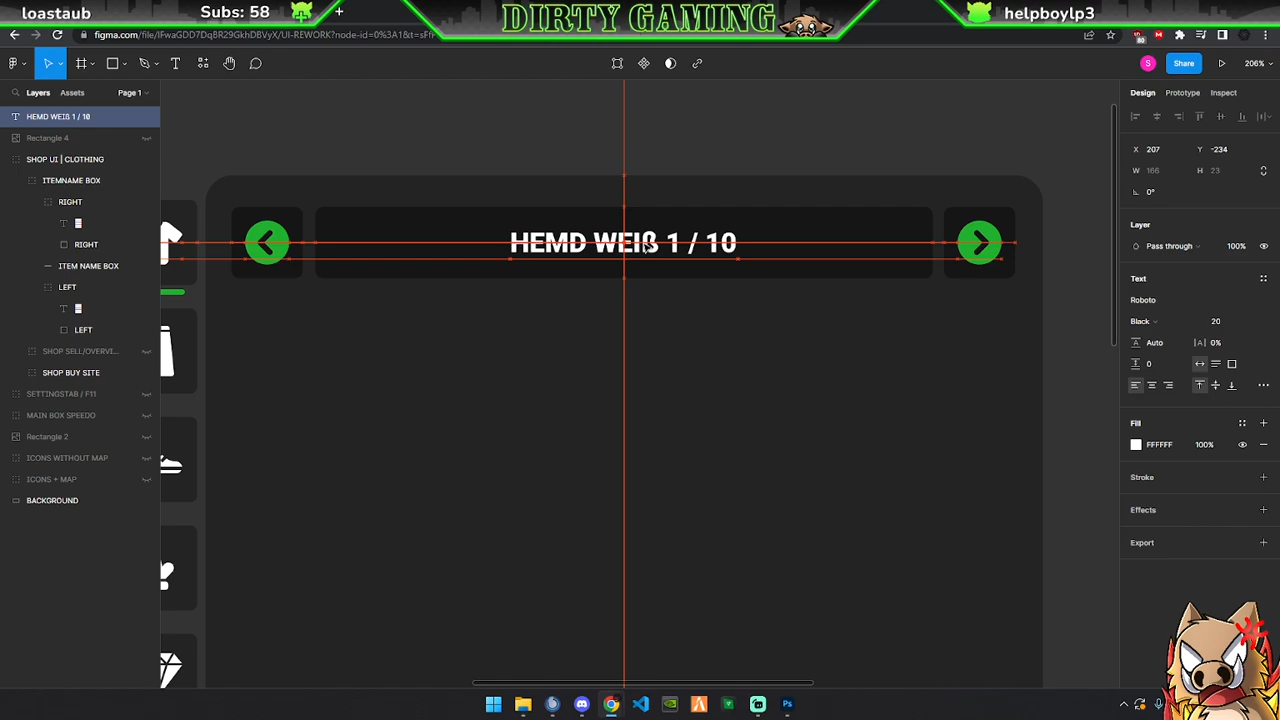 loastaub
Subs: 58
+
DIRTY GAMING
helpboylp3
figma.com/file/IFwaGDD7DqBR29GkhDBVyX/UI-REWORK?node-id=0%3A1&t=sFf
80
S
Share
206%
Layers
Assets
Page 1
HEMD WEIß 1 / 10
Rectangle 4
SHOP UI | CLOTHING
ITEMNAME BOX
RIGHT
RIGHT
ITEM NAME BOX
LEFT
LEFT
SHOP SELL/OVERVI...
SHOP BUY SITE
SETTINGSTAB / F11
MAIN BOX SPEEDO
Rectangle 2
ICONS WITHOUT MAP
ICONS + MAP
BACKGROUND
HEMD WEIß 1 / 10
Design
Prototype
Inspect
X 207
Y -234
W 166
H 23
0°
Layer
Pass through
100%
Text
Roboto
Black
20
Auto
0%
0
Fill
FFFFFF
100%
Stroke
Effects
Export